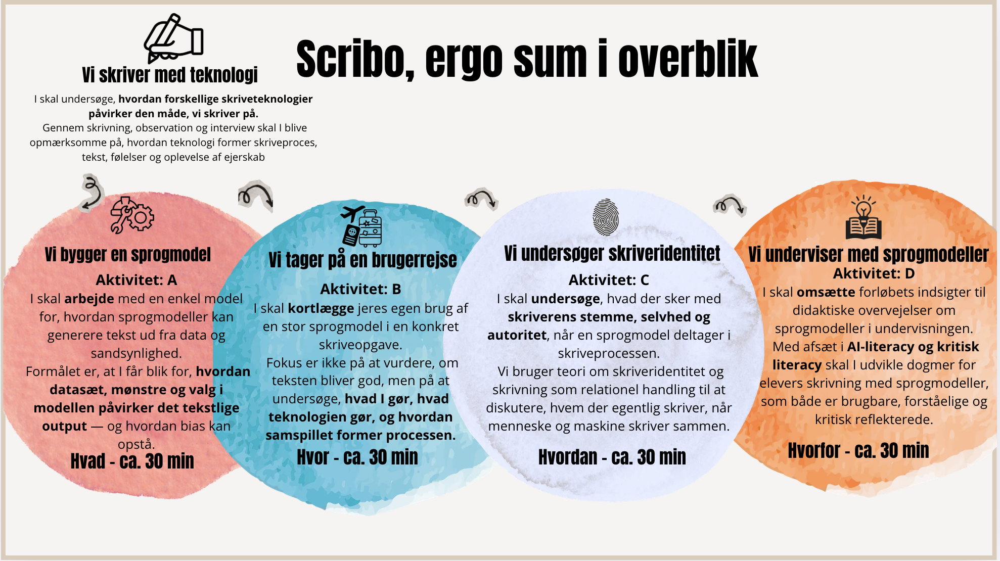 Vi skriver med teknologi
Scribo, ergo sum i overblik
I skal undersøge, hvordan forskellige skriveteknologier
påvirker den måde, vi skriver på.
Gennem skrivning, observation og interview skal I blive
opmærksomme på, hvordan teknologi former skriveproces,
tekst, følelser og oplevelse af ejerskab
Vi bygger en sprogmodel
Aktivitet: A
I skal arbejde med en enkel model
for, hvordan sprogmodeller kan
generere tekst ud fra data og
sandsynlighed.
Formålet er, at I får blik for, hvordan
datasæt, mønstre og valg i
modellen påvirker det tekstlige
output — og hvordan bias kan
opstå.
Hvad - ca. 30 min
Vi tager på en brugerrejse
Aktivitet: B
I skal kortlægge jeres egen brug af
en stor sprogmodel i en konkret
skriveopgave.
Fokus er ikke på at vurdere, om
teksten bliver god, men på at
undersøge, hvad I gør, hvad
teknologien gør, og hvordan
samspillet former processen.
Hvor - ca. 30 min
Vi undersøger skriveridentitet
Aktivitet: C
I skal undersøge, hvad der sker med
skriverens stemme, selvhed og
autoritet, når en sprogmodel deltager i
skriveprocessen.
Vi bruger teori om skriveridentitet og
skrivning som relationel handling til at
diskutere, hvem der egentlig skriver, når
menneske og maskine skriver sammen.
Hvordan - ca. 30 min
Vi underviser med sprogmodeller
Aktivitet: D
I skal omsætte forløbets indsigter til
didaktiske overvejelser om
sprogmodeller i undervisningen.
Med afsæt i AI-literacy og kritisk
literacy skal I udvikle dogmer for
elevers skrivning med sprogmodeller,
som både er brugbare, forståelige og
kritisk reflekterede.
Hvorfor - ca. 30 min